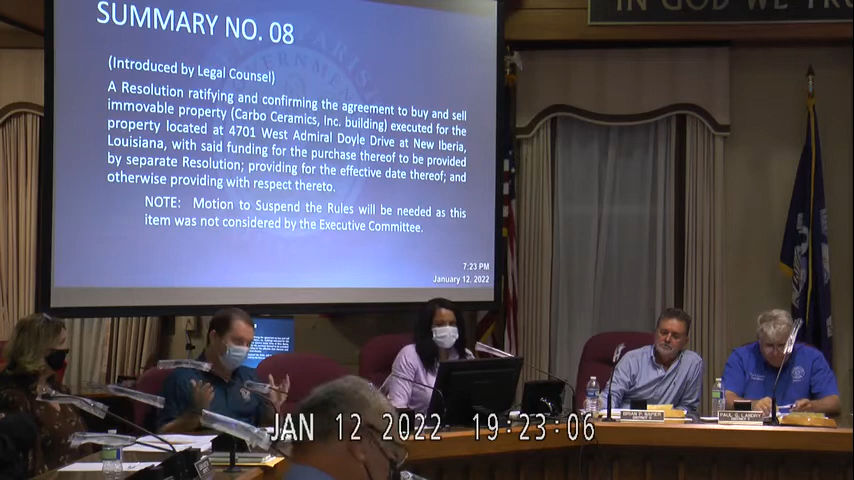 IN GOD WE TRU
SUMMARY NO. 08
(Introduced by Legal Counsel)
A Resolution ratifying and confirming the agreement to buy and sell
immovable property (Carbo Ceramics, Inc. building) executed for the
property located at 4701 West Admiral Doyle Drive at New Iberia,
Louisiana, with said funding for the purchase thereof to be provided
by separate Resolution; providing for the effective date thereof; and
otherwise providing with respect thereto.
NOTE: Motion to Suspend the Rules will be needed as this
item was not considered by the Executive Committee.
7:23 PM
January 12, 2022
BRIAN P. NAPIER
PAUL G. LANDRY
JAN 12 2022 19:23:06